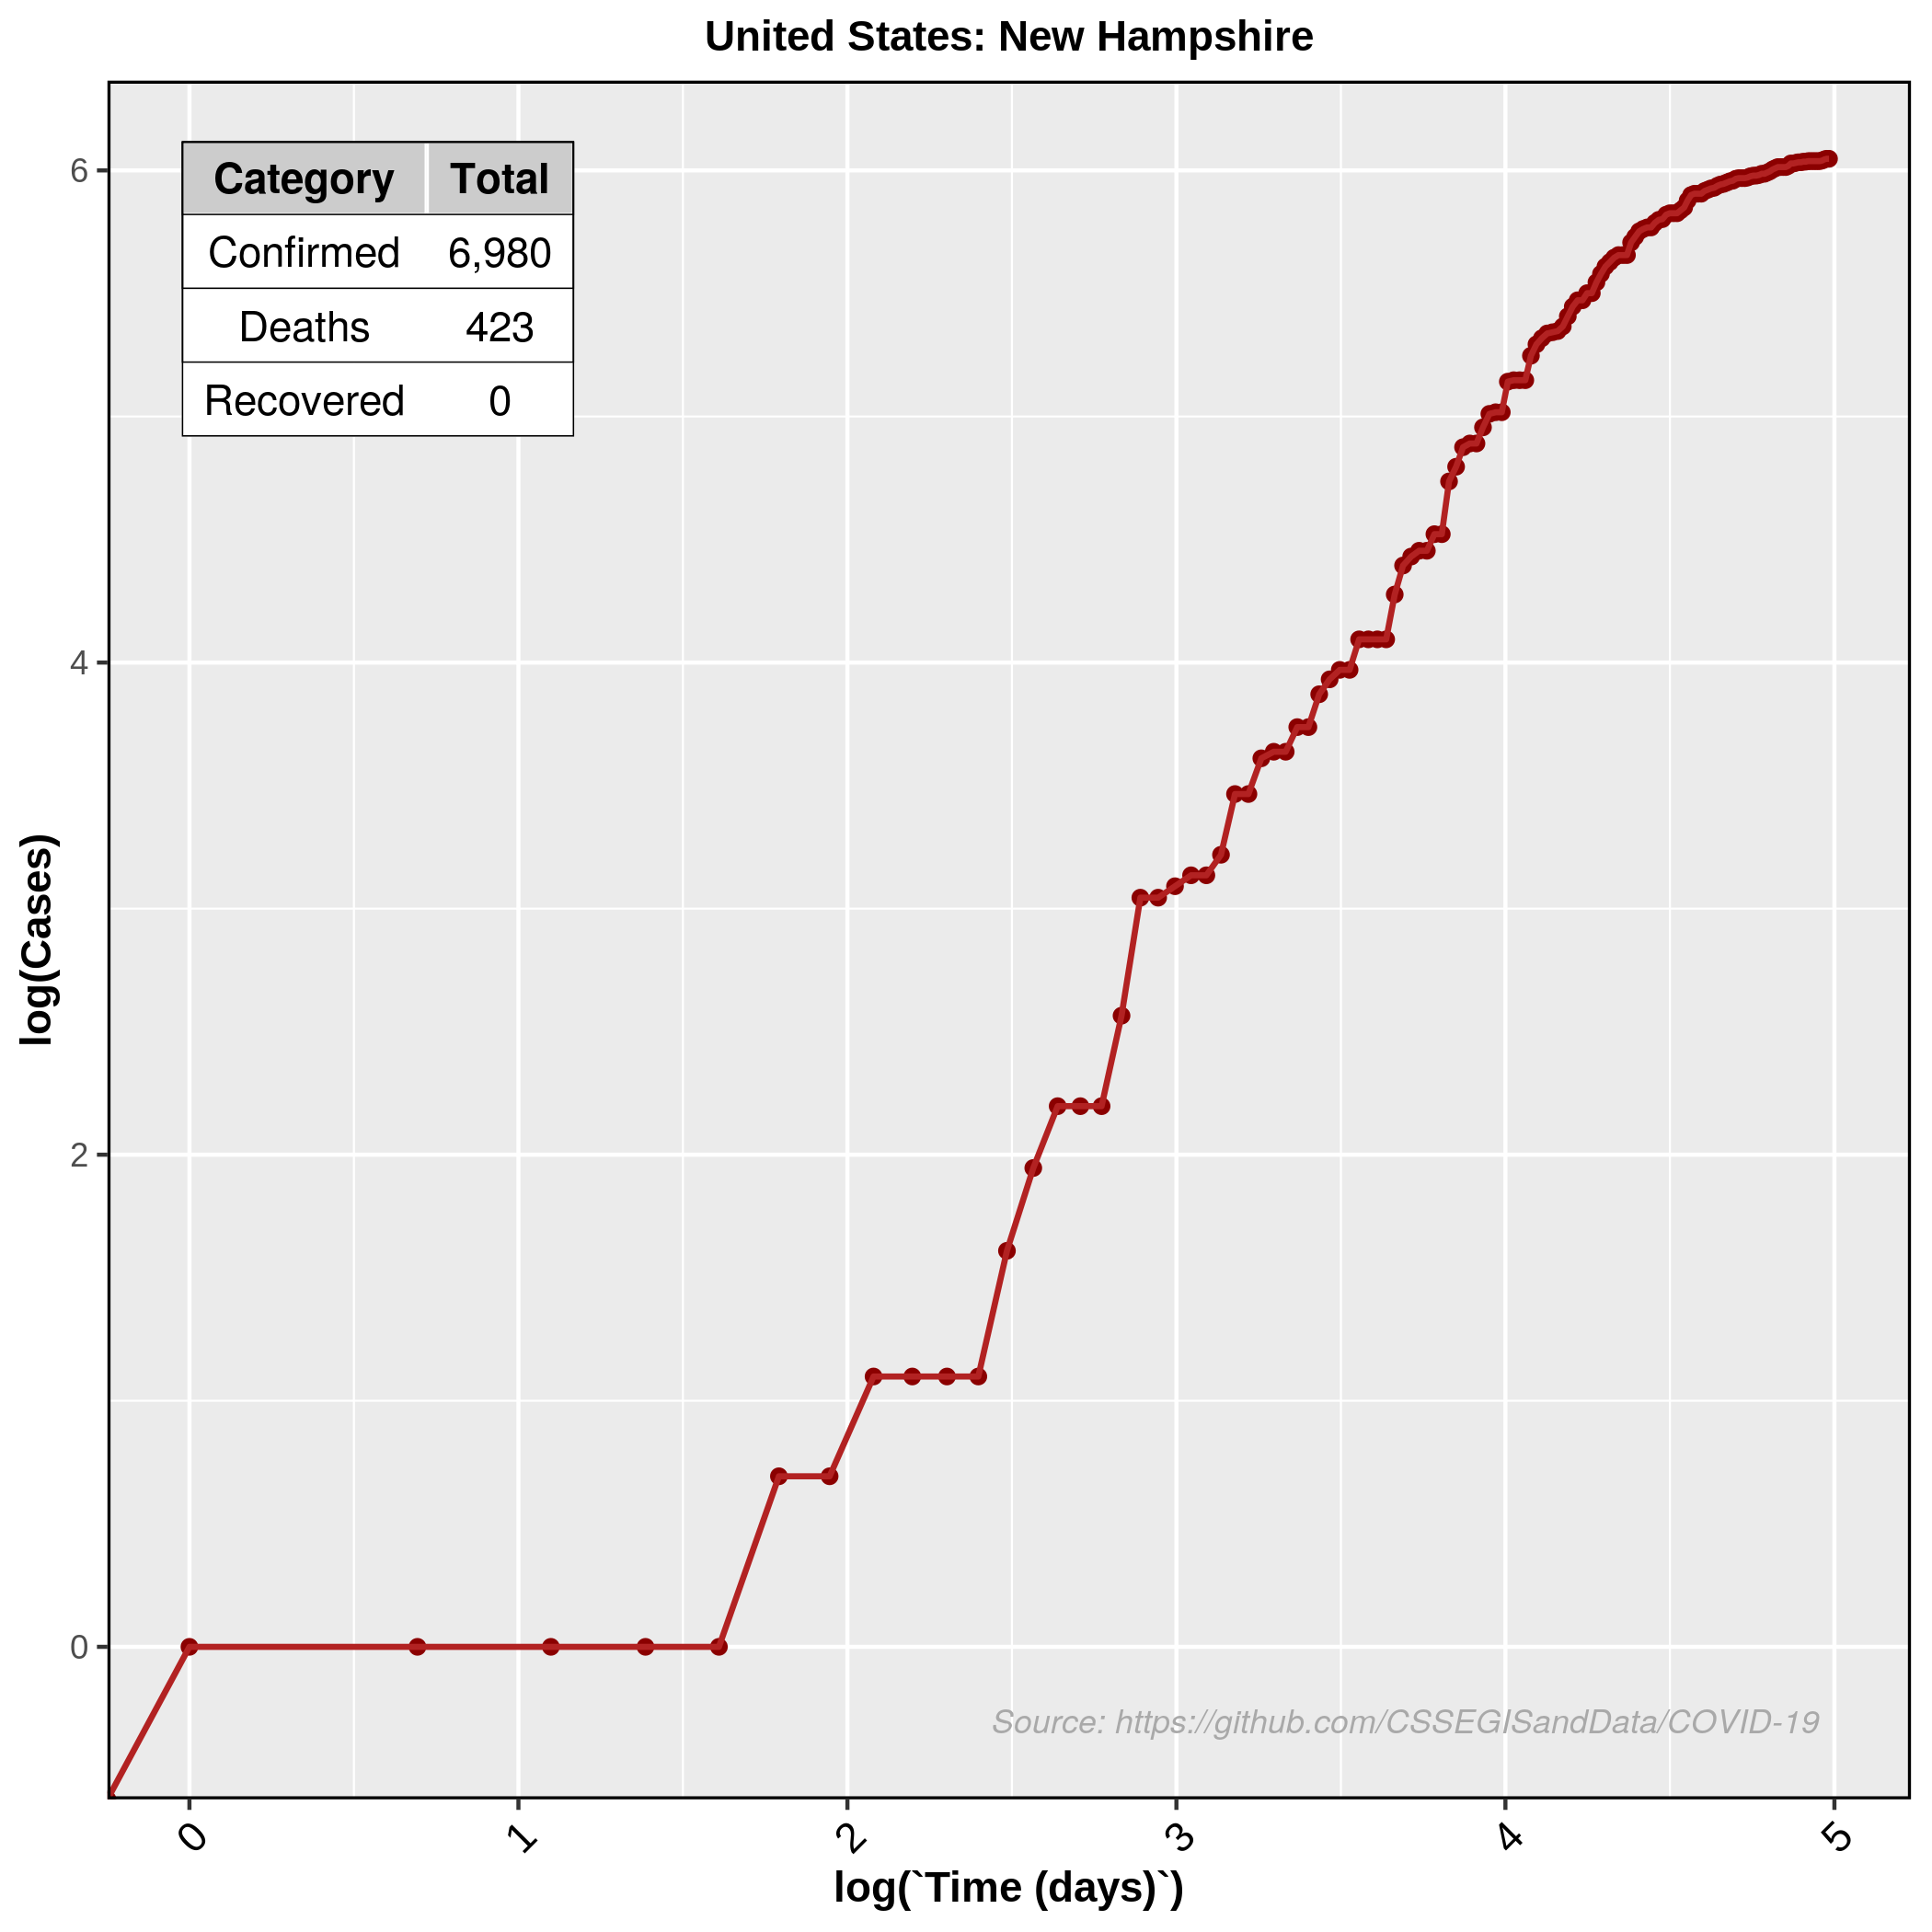 United States: New Hampshire
Category Total
Confirmed 6,980
Deaths 423
Recovered 0
6
4
2
0
log(Cases)
Source: https://github.com/CSSEGISandData/COVID-19
0 1 2 3 4 5
log(`Time (days)`)